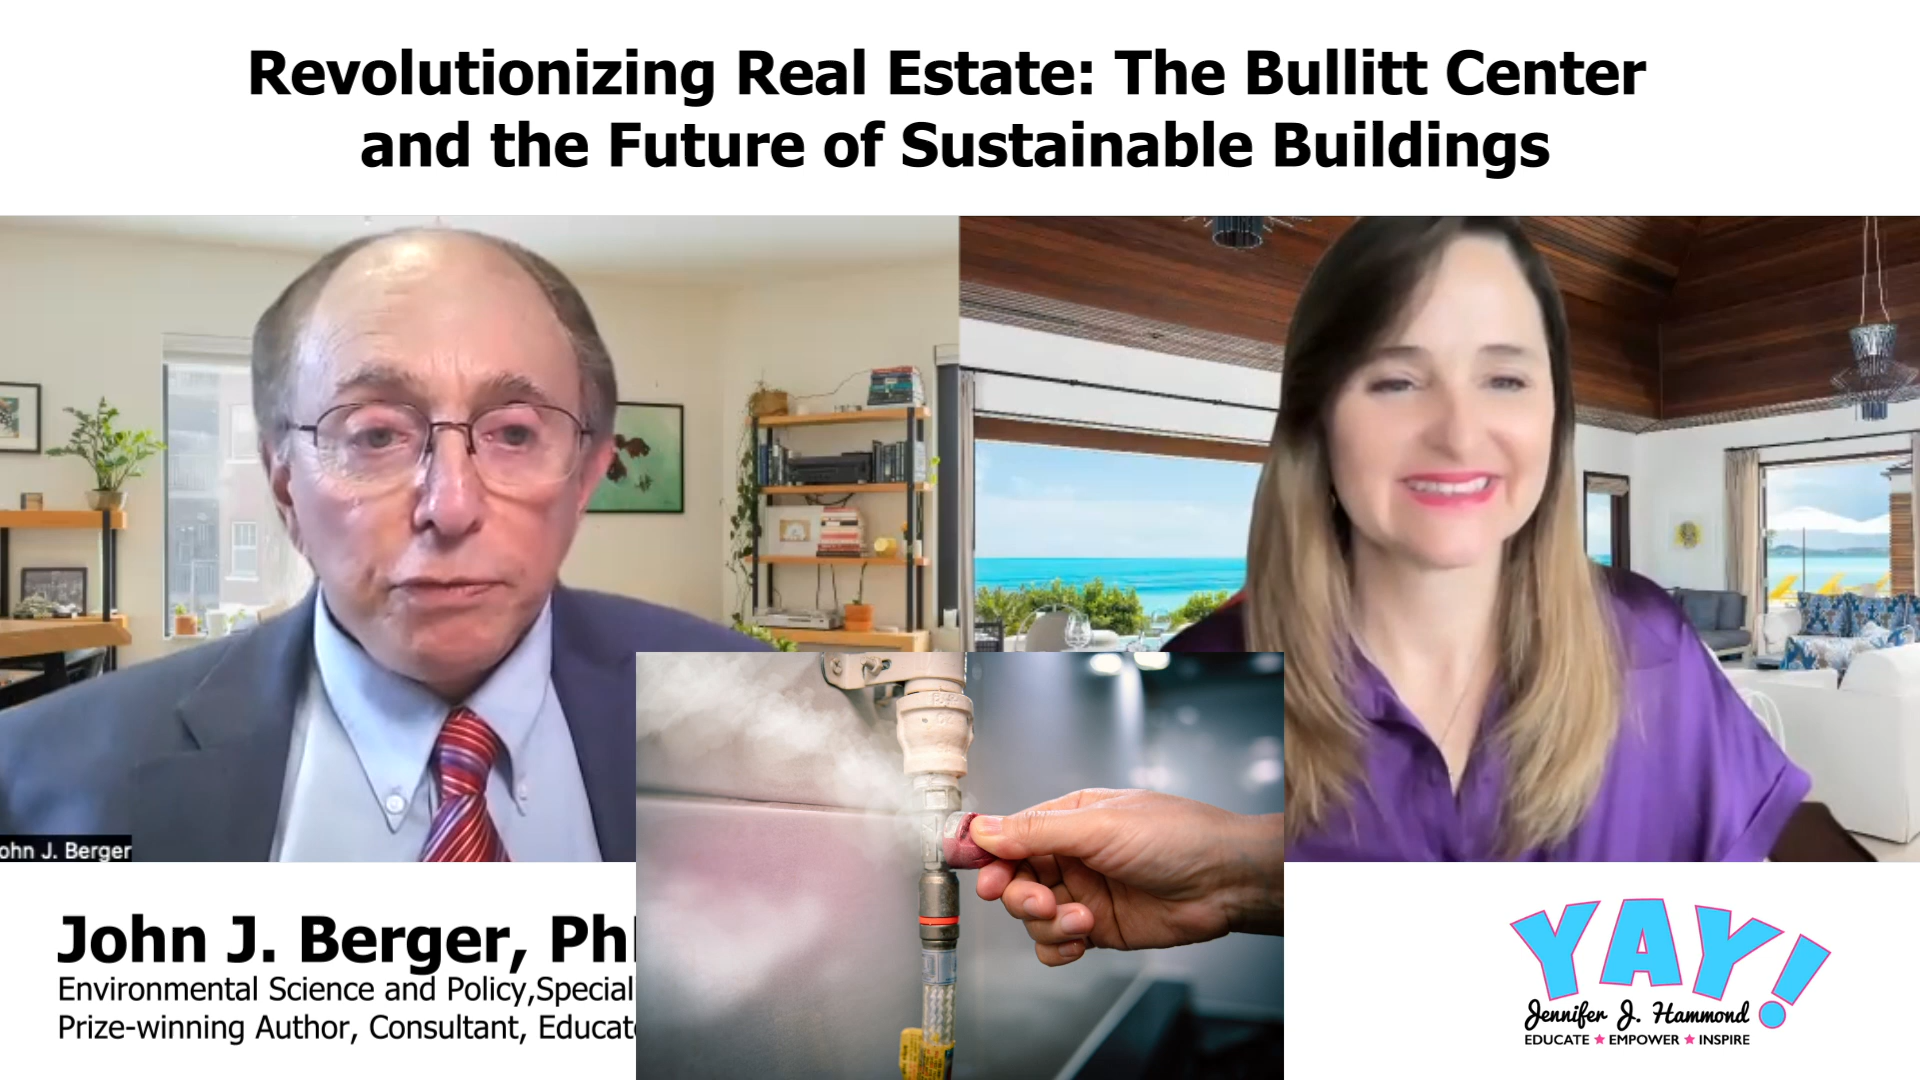 Revolutionizing Real Estate: The Bullitt Center
and the Future of Sustainable Buildings
ohn J. Berger
John J. Berger, Ph
Environmental Science and Policy,Special
Prize-winning Author, Consultant, Educat
YAY!
Jennifer J. Hammond
EDUCATE ★ EMPOWER ★ INSPIRE